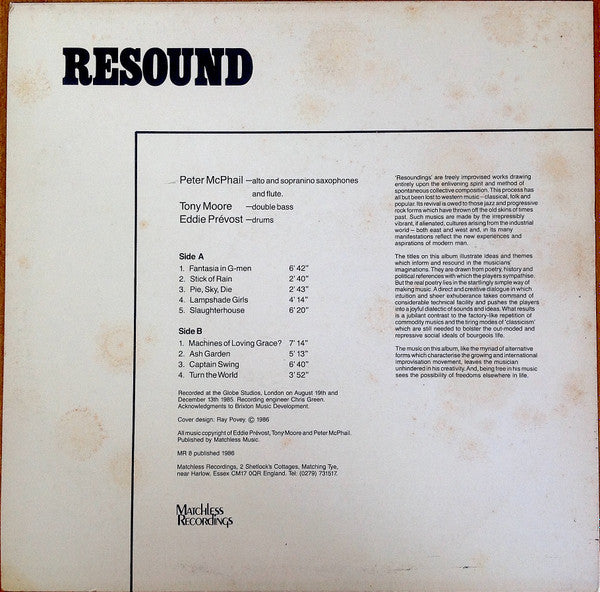 RESOUND
Peter McPhail –alto and sopranino saxophones
and flute.
Tony Moore –double bass
Eddie Prévost –drums
Side A
1. Fantasia in G-men 6'42"
2. Stick of Rain 2'40"
3. Pie, Sky, Die 2'43"
4. Lampshade Girls 4'14"
5. Slaughterhouse 6'20"
Side B
1. Machines of Loving Grace? 7'14"
2. Ash Garden 5'13"
3. Captain Swing 6'40"
4. Turn the World 3'52"
Recorded at the Globe Studios, London on August 19th and
December 13th 1985. Recording engineer Chris Green.
Acknowledgments to Brixton Music Development.
Cover design: Ray Povey. © 1986
All music copyright of Eddie Prévost, Tony Moore and Peter McPhail.
Published by Matchless Music.
MR 8 published 1986
Matchless Recordings, 2 Shetlock's Cottages, Matching Tye,
near Harlow, Essex CM17 0QR England. Tel: (0279) 731517.
MATCHLESS
RECORDINGS
'Resoundings' are freely improvised works drawing
entirely upon the enlivening spirit and method of
spontaneous collective composition. This process has
all but been lost to western music–classical, folk and
popular. Its revival is owed to those jazz and progressive
rock forms which have thrown off the old skins of times
past. Such musics are made by the irrepressibly
vibrant, if alienated, cultures arising from the industrial
world – both east and west and, in its many
manifestations reflect the new experiences and
aspirations of modern man.
The titles on this album illustrate ideas and themes
which inform and resound in the musicians'
imaginations. They are drawn from poetry, history and
political references with which the players sympathise.
But the real poetry lies in the startlingly simple way of
making music. A direct and creative dialogue in which
intuition and sheer exhuberance takes command of
considerable technical facility and pushes the players
into a joyful dialectic of sounds and ideas. What results
is a jubilant contrast to the factory-like repetition of
commodity musics and the tiring modes of 'classicism'
which are still needed to bolster the out-moded and
repressive social ideals of bourgeois life.
The music on this album, like the myriad of alternative
forms which characterise the growing and international
improvisation movement, leaves the musician
unhindered in his creativity. And, being free in his music
sees the possibility of freedoms elsewhere in life.